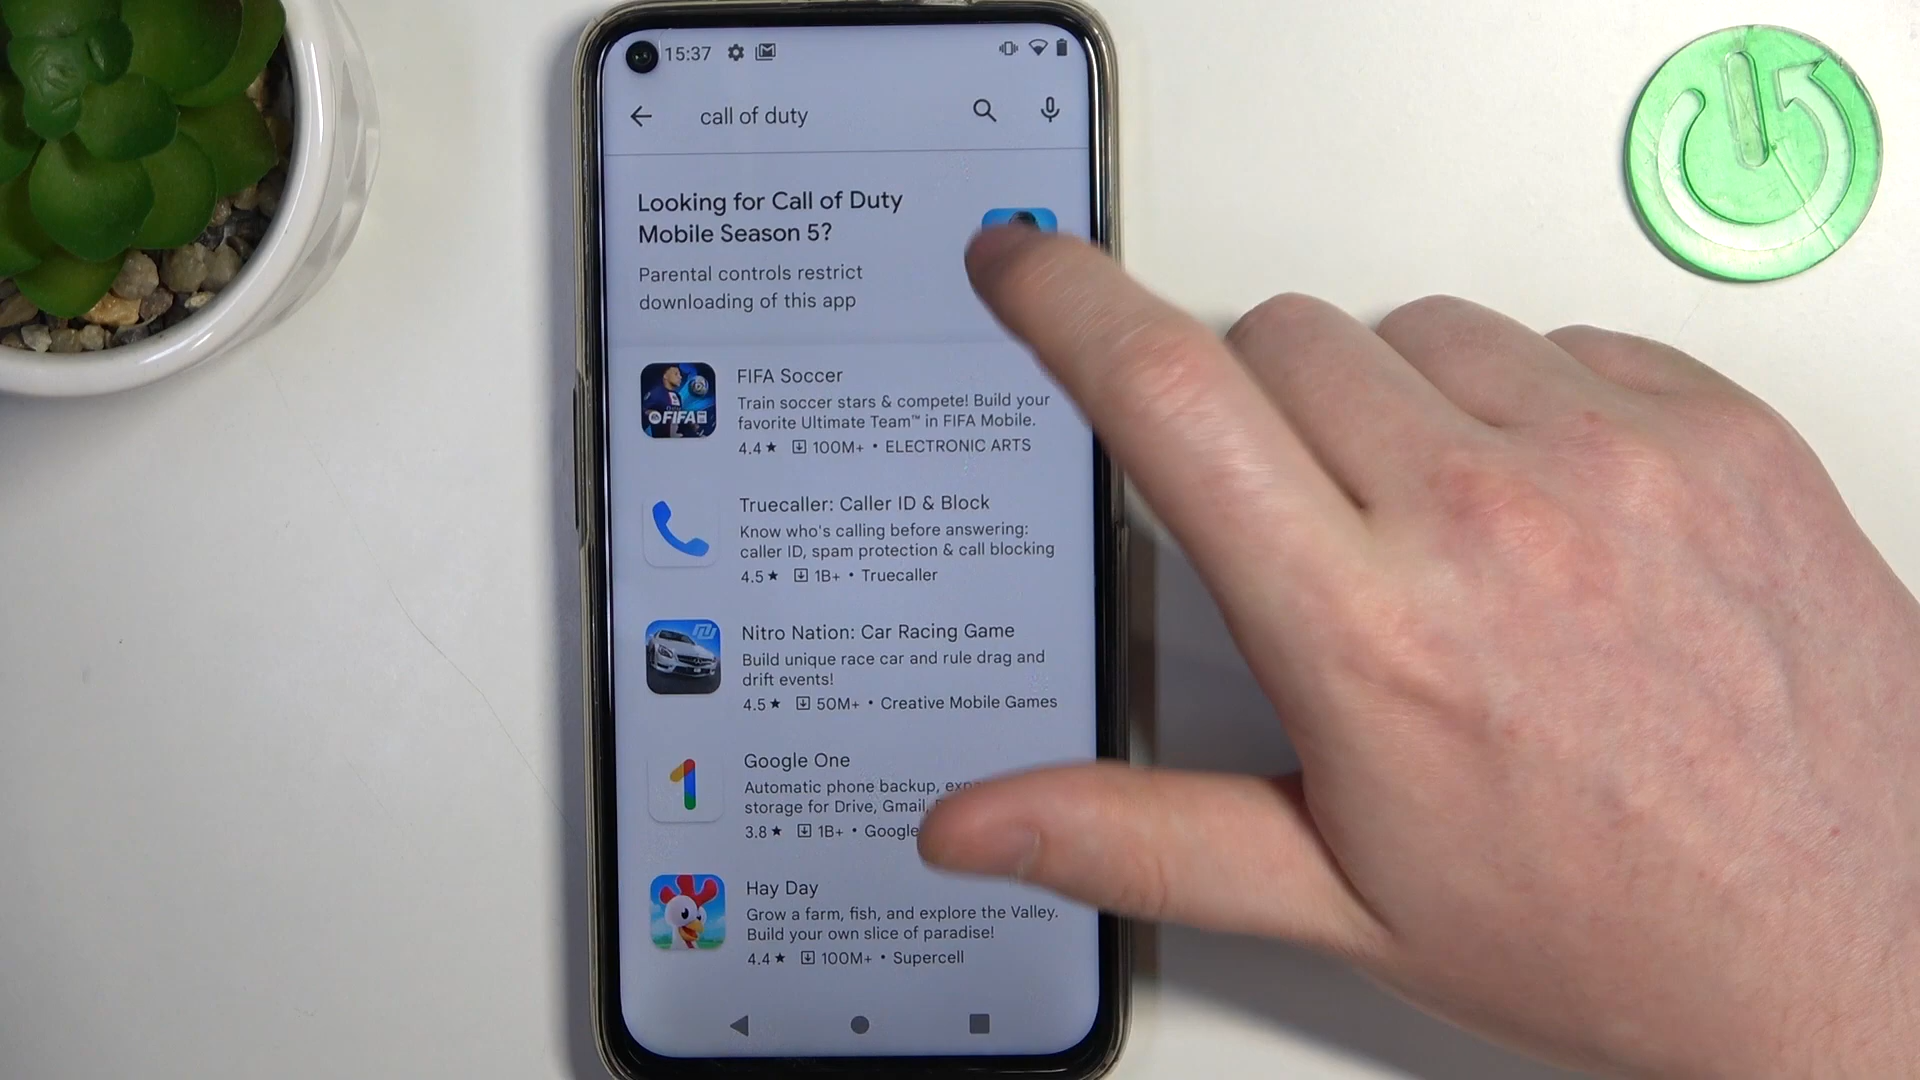 15:37
call of duty
Looking for Call of Duty
Mobile Season 5?
Parental controls restrict
downloading of this app
FIFA
FIFA Soccer
Train soccer stars & compete! Build your
favorite Ultimate Team™ in FIFA Mobile.
4.4★ 100M+ • ELECTRONIC ARTS
Truecaller: Caller ID & Block
Know who's calling before answering:
caller ID, spam protection & call blocking
4.5★ 1B+ • Truecaller
Nitro Nation: Car Racing Game
Build unique race car and rule drag and
drift events!
4.5★ 50M+ • Creative Mobile Games
Google One
Automatic phone backup,
storage for Drive, Gmail,
3.8★ 1B+ • Google
Hay Day
Grow a farm, fish, and explore the Valley.
Build your own slice of paradise!
4.4★ 100M+ • Supercell